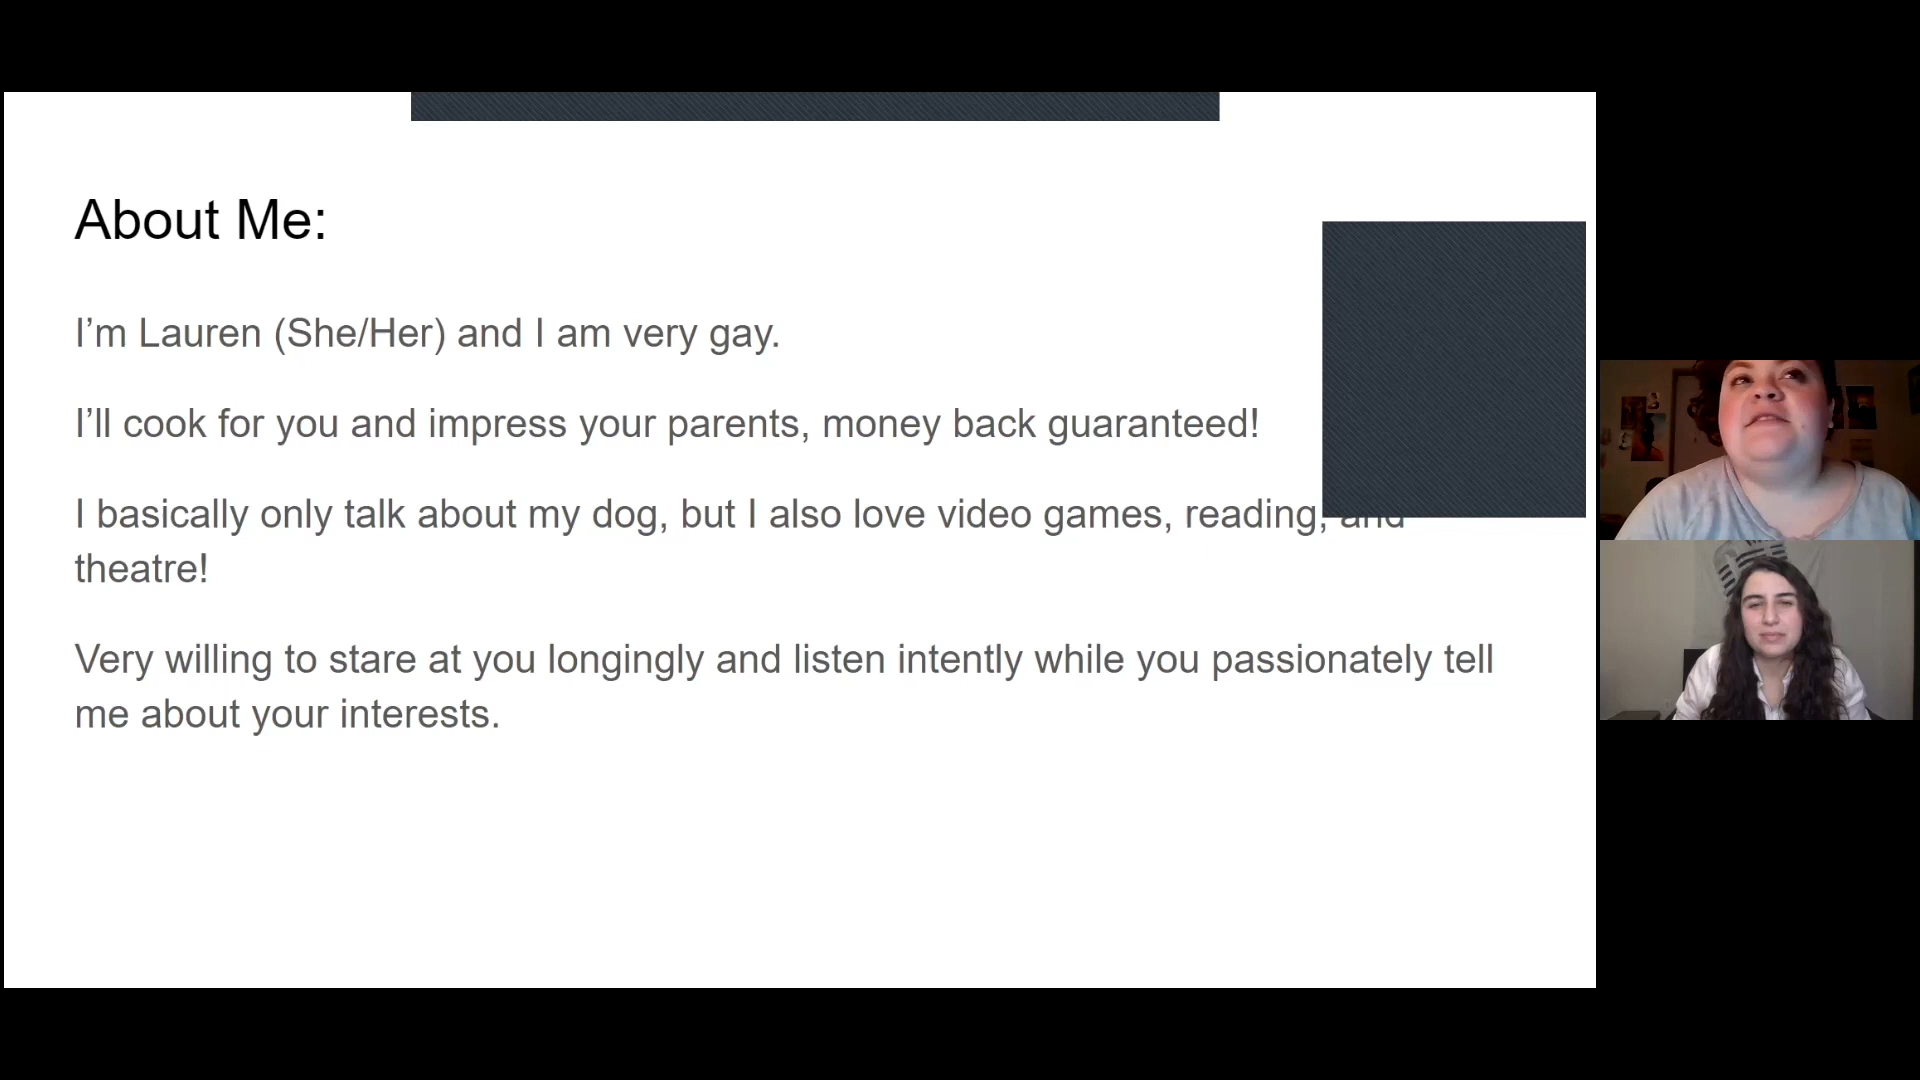 About Me:
I’m Lauren (She/Her) and I am very gay.
I’ll cook for you and impress your parents, money back guaranteed!
I basically only talk about my dog, but I also love video games, reading, and
theatre!
Very willing to stare at you longingly and listen intently while you passionately tell
me about your interests.